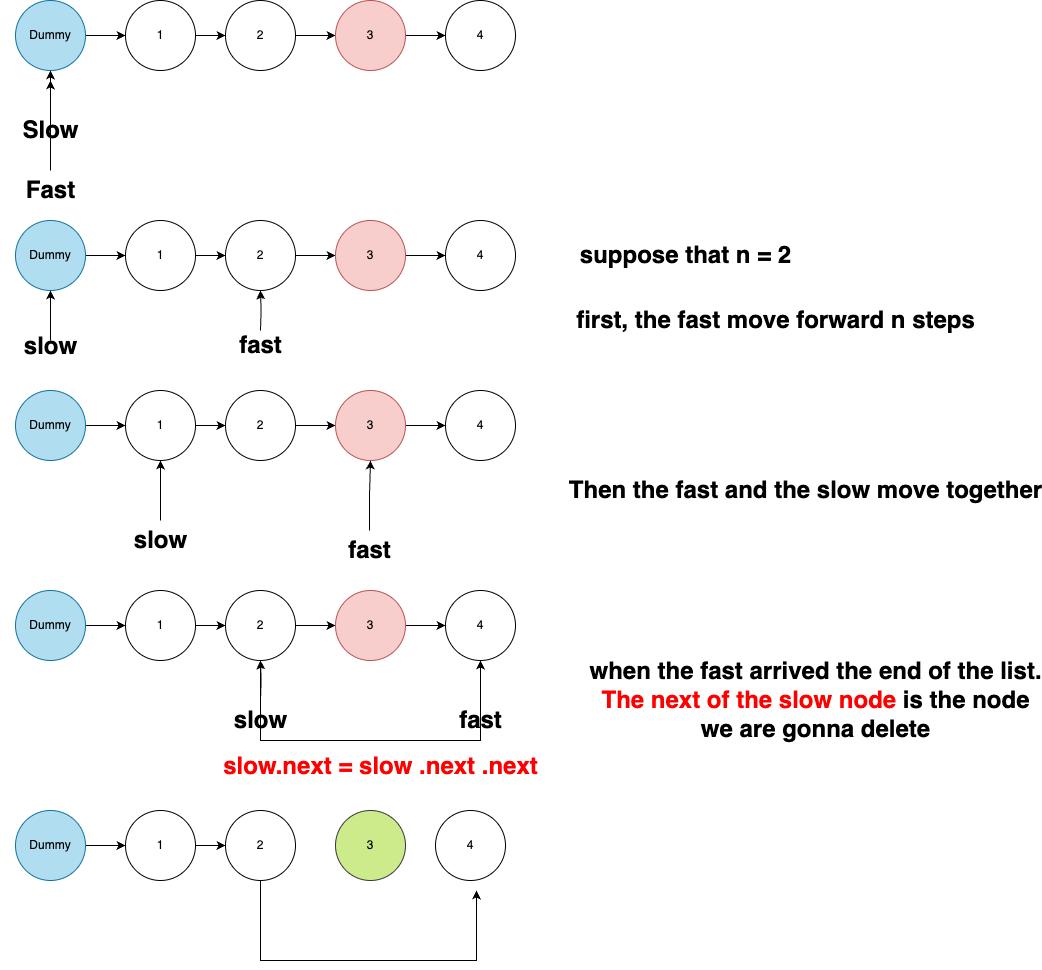 Dummy 1 2 3 4
Slow
Fast
Dummy 1 2 3 4
suppose that n = 2
first, the fast move forward n steps
slow fast
Dummy 1 2 3 4
Then the fast and the slow move together
slow
fast
Dummy 1 2 3 4
when the fast arrived the end of the list.
The next of the slow node is the node
we are gonna delete
slow fast
slow.next = slow .next .next
Dummy 1 2 3 4